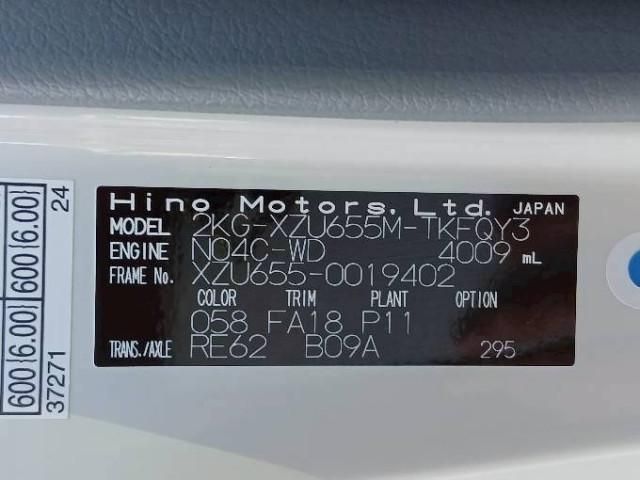 Hino Motors, Ltd. JAPAN
MODEL 2KG-XZU655M-TKFQY3
ENGINE N04C-WD 4009 mL
FRAME No. XZU655-0019402
COLOR TRIM PLANT OPTION
058 FA18 P11
TRANS./AXLE RE62 B09A 295
600{6.00} 600{6.00}
37271 24